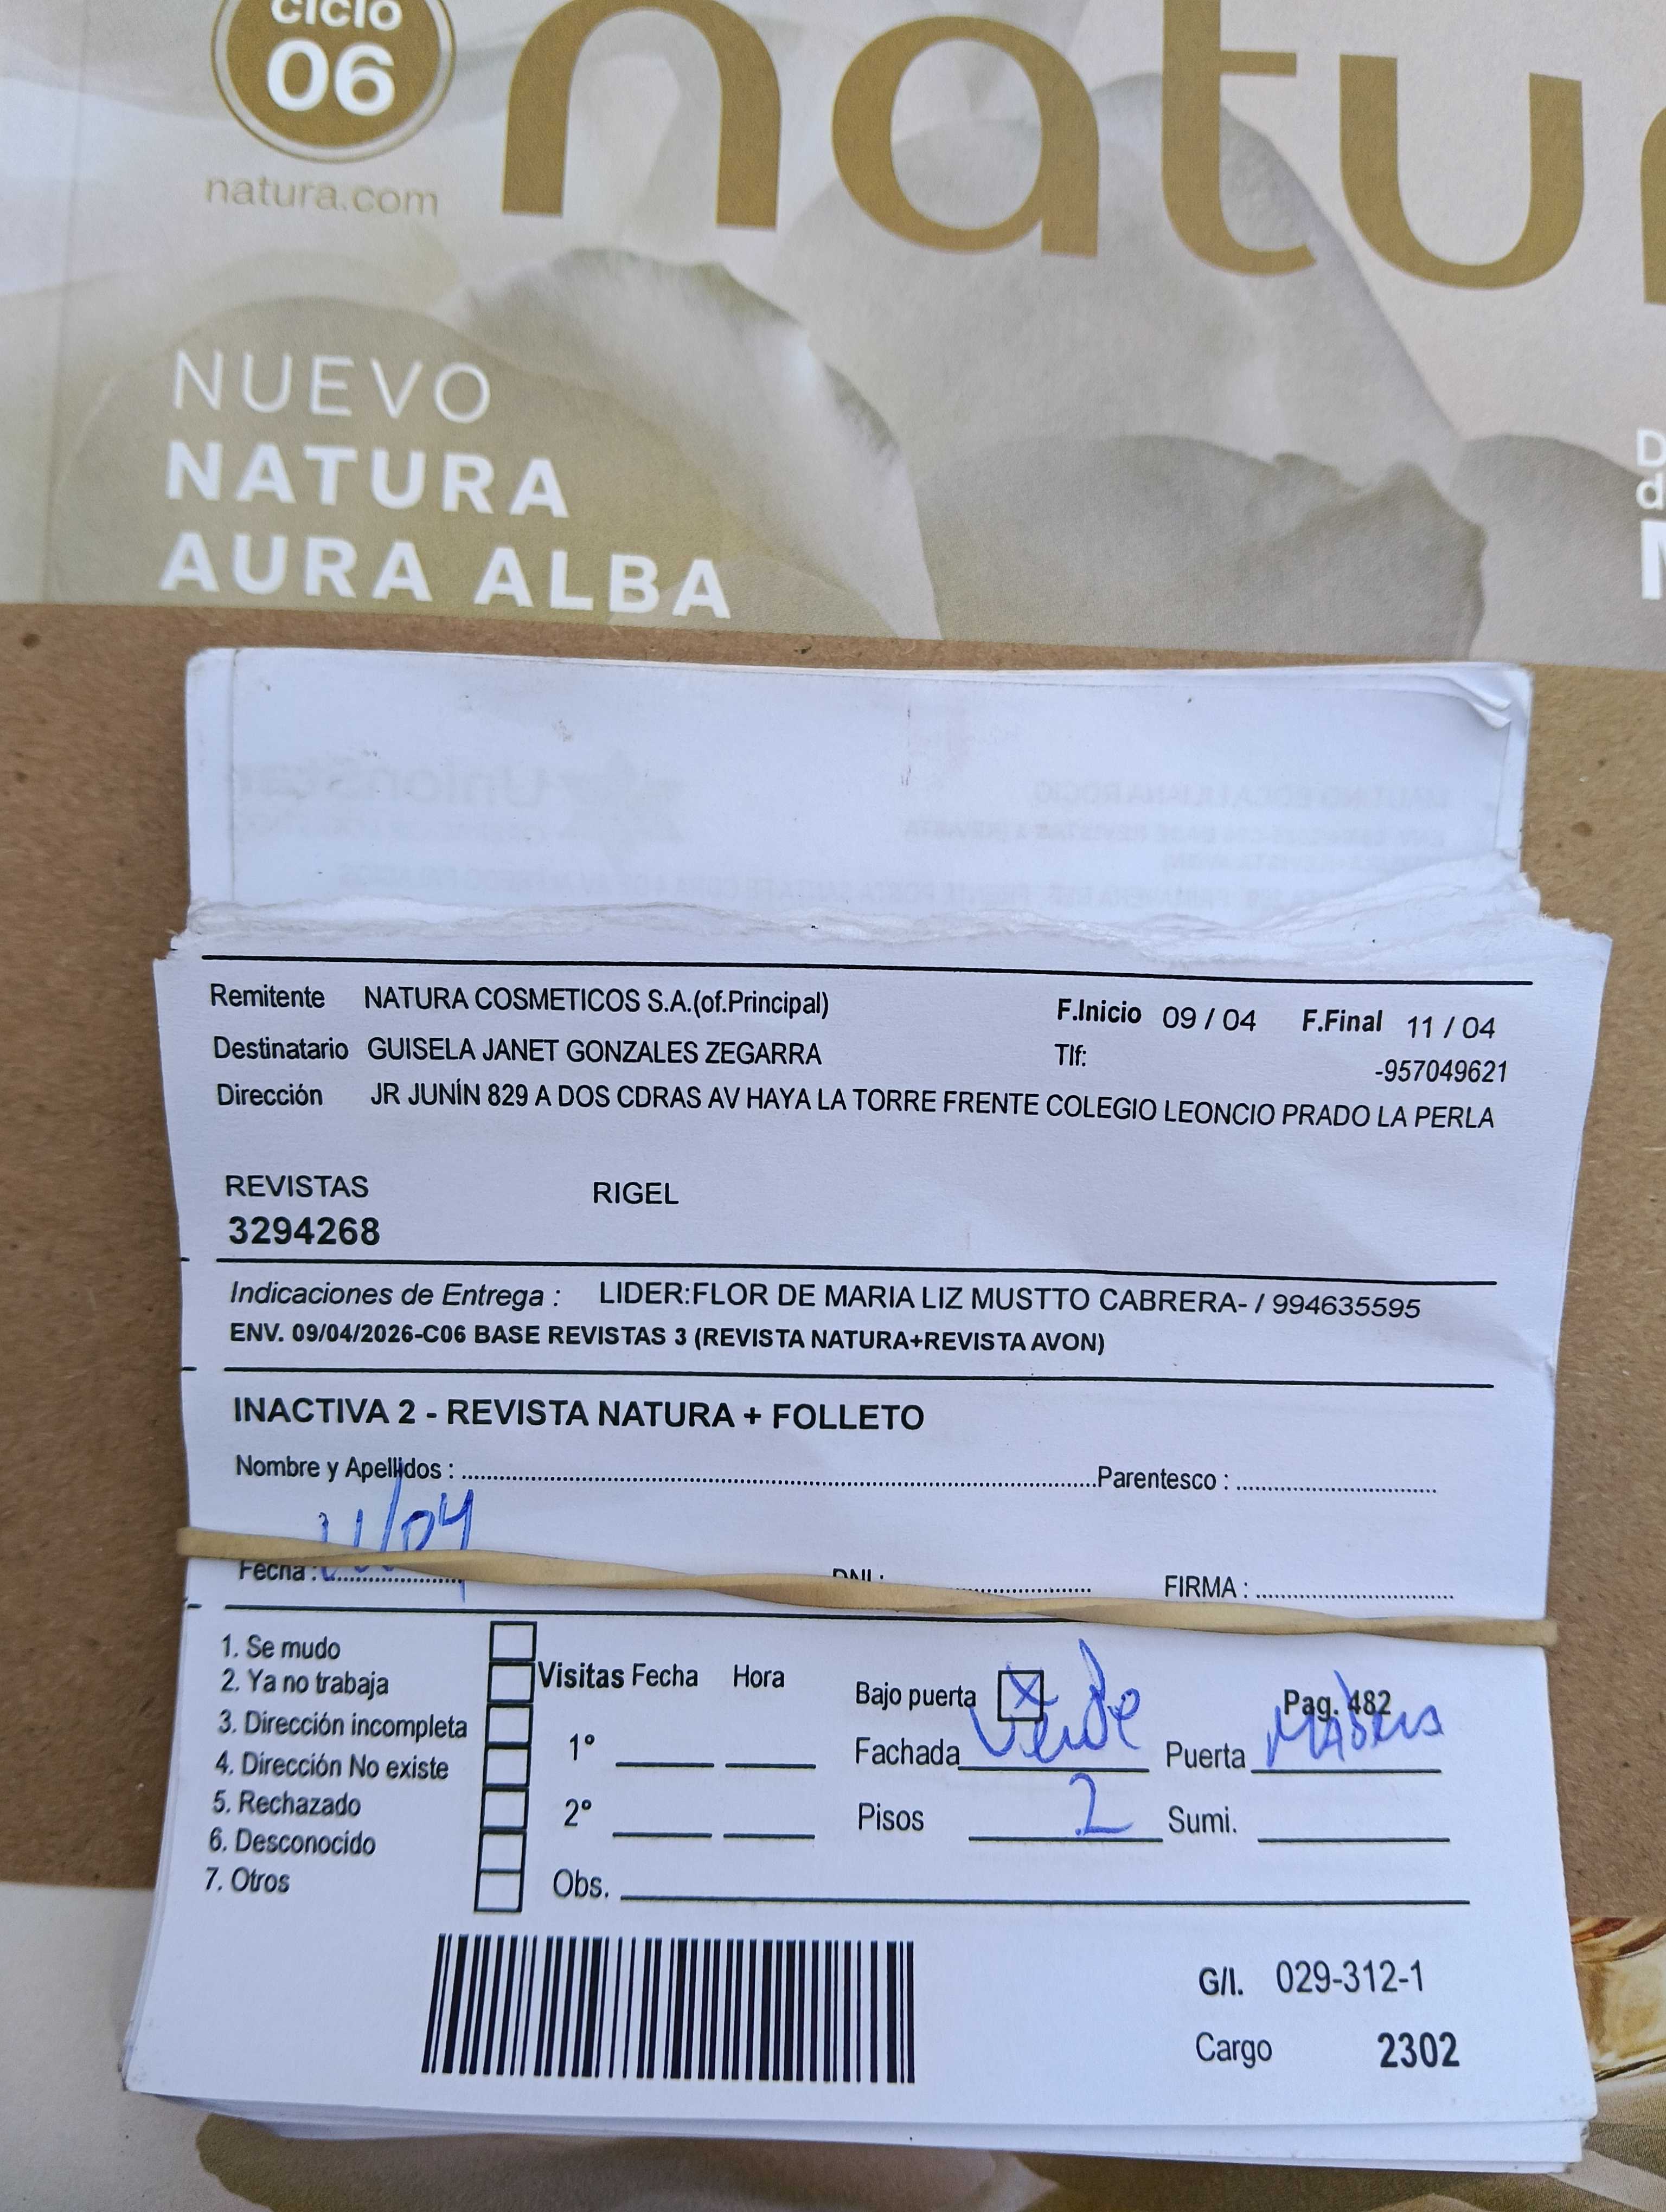 ciclo
06
natura.com
natu
NUEVO
NATURA
AURA ALBA
D
d
Remitente NATURA COSMETICOS S.A.(of.Principal) F.Inicio 09 / 04 F.Final 11 / 04
Destinatario GUISELA JANET GONZALES ZEGARRA Tlf: -957049621
Dirección JR JUNÍN 829 A DOS CDRAS AV HAYA LA TORRE FRENTE COLEGIO LEONCIO PRADO LA PERLA
REVISTAS RIGEL
3294268
Indicaciones de Entrega : LIDER:FLOR DE MARIA LIZ MUSTTO CABRERA- / 994635595
ENV. 09/04/2026-C06 BASE REVISTAS 3 (REVISTA NATURA+REVISTA AVON)
INACTIVA 2 - REVISTA NATURA + FOLLETO
Nombre y Apellidos : Parentesco :
11/04
Fecha : DNI : FIRMA :
1. Se mudo
2. Ya no trabaja
3. Dirección incompleta
4. Dirección No existe
5. Rechazado
6. Desconocido
7. Otros
Visitas Fecha Hora
1°
2°
Obs.
Bajo puerta X Pag. 482
Fachada Verde Puerta
Pisos 2 Sumi.
G/I. 029-312-1
Cargo 2302